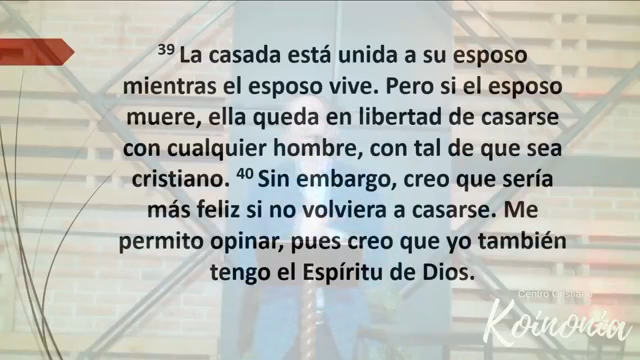 39 La casada está unida a su esposo
mientras el esposo vive. Pero si el esposo
muere, ella queda en libertad de casarse
con cualquier hombre, con tal de que sea
cristiano. 40 Sin embargo, creo que sería
más feliz si no volviera a casarse. Me
permito opinar, pues creo que yo también
tengo el Espíritu de Dios.
Centro Cristiano
Koinonía